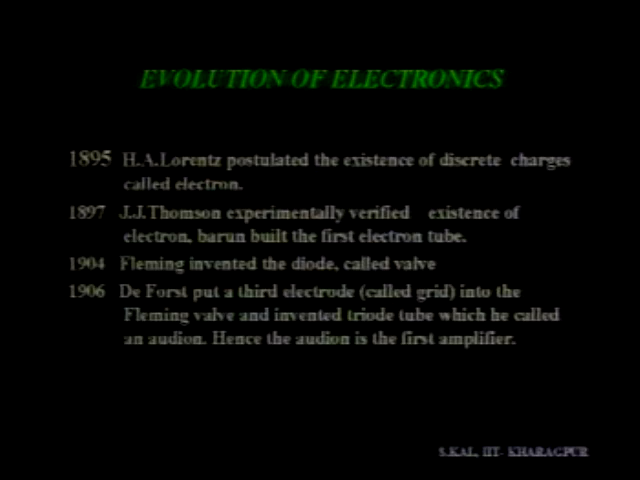 EVOLUTION OF ELECTRONICS
1895 H.A.Lorentz postulated the existence of discrete charges
called electron.
1897 J.J.Thomson experimentally verified existence of
electron, barun built the first electron tube.
1904 Fleming invented the diode, called valve
1906 De Forst put a third electrode (called grid) into the
Fleming valve and invented triode tube which he called
an audion. Hence the audion is the first amplifier.
S.KAL, IIT- KHARAGPUR